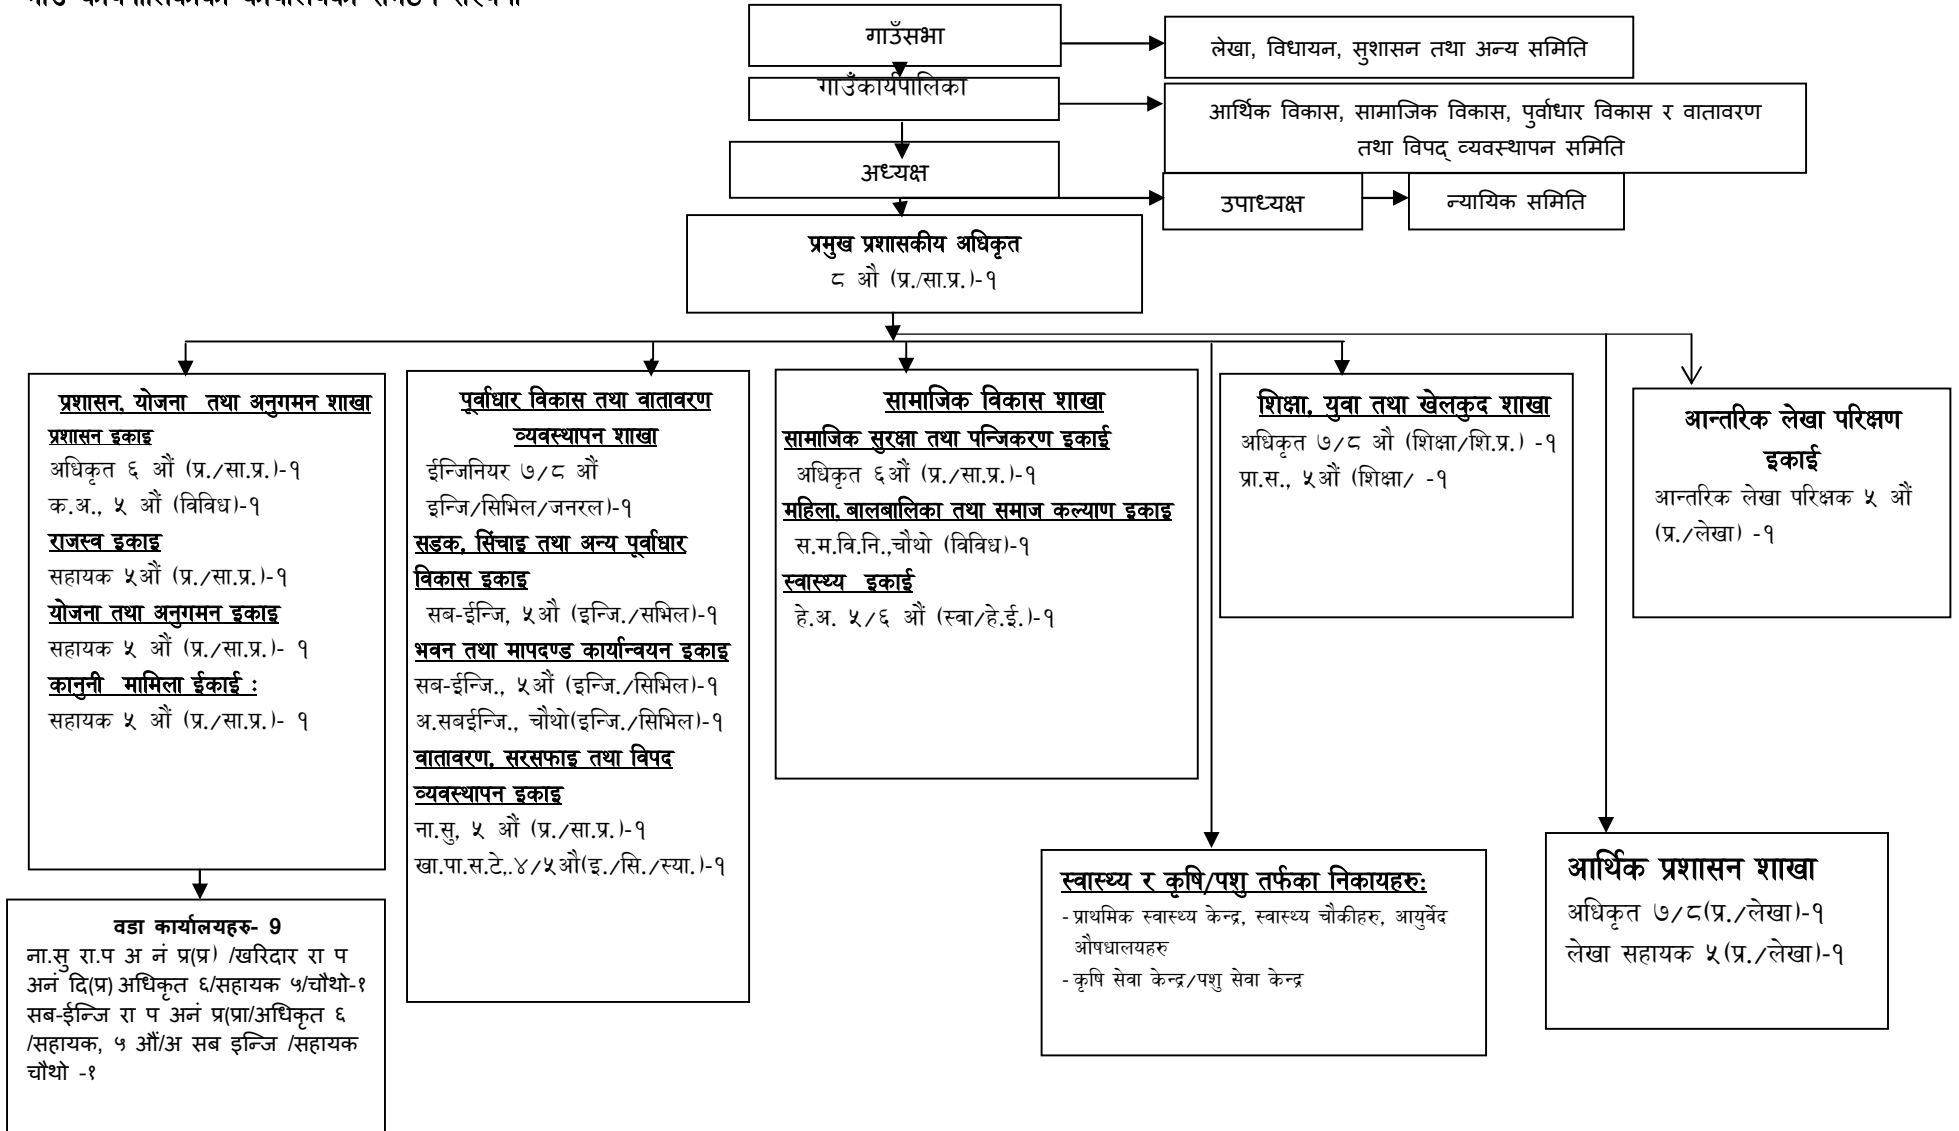 गाउँसभा
लेखा, विधायन, सुशासन तथा अन्य समिति
गाउँकार्यपालिका
आर्थिक विकास, सामाजिक विकास, पुर्वाधार विकास र वातावरण
तथा विपद् व्यवस्थापन समिति
अध्यक्ष
उपाध्यक्ष
न्यायिक समिति
प्रमुख प्रशासकीय अधिकृत
८ औ (प्र./सा.प्र.)-१
प्रशासन, योजना तथा अनुगमन शाखा
प्रशासन इकाइ
अधिकृत ६ औं (प्र./सा.प्र.)-१
क.अ., ५ औं (विविध)-१
राजस्व इकाइ
सहायक ५औं (प्र./सा.प्र.)-१
योजना तथा अनुगमन इकाइ
सहायक ५ औं (प्र./सा.प्र.)- १
कानुनी मामिला ईकाई :
सहायक ५ औं (प्र./सा.प्र.)- १
पूर्वाधार विकास तथा वातावरण
व्यवस्थापन शाखा
ईन्जिनियर ७/८ औं
इन्जि/सिभिल/जनरल)-१
सडक, सिंचाइ तथा अन्य पूर्वाधार
विकास इकाइ
सब-ईन्जि, ५औ (इन्जि./सभिल)-१
भवन तथा मापदण्ड कार्यान्वयन इकाइ
सब-ईन्जि., ५औं (इन्जि./सिभिल)-१
अ.सबईन्जि., चौथो(इन्जि./सिभिल)-१
वातावरण, सरसफाइ तथा विपद
व्यवस्थापन इकाइ
ना.सु, ५ औं (प्र./सा.प्र.)-१
खा.पा.स.टे,.४/५औ(इ./सि./स्या.)-१
सामाजिक विकास शाखा
सामाजिक सुरक्षा तथा पन्जिकरण इकाई
अधिकृत ६औं (प्र./सा.प्र.)-१
महिला, बालबालिका तथा समाज कल्याण इकाइ
स.म.वि.नि.,चौथो (विविध)-१
स्वास्थ्य इकाई
हे.अ. ५/६ औं (स्वा/हे.ई.)-१
शिक्षा, युवा तथा खेलकुद शाखा
अधिकृत ७/८ औ (शिक्षा/शि.प्र.) -१
प्रा.स., ५औं (शिक्षा/ -१
आन्तरिक लेखा परिक्षण
इकाई
आन्तरिक लेखा परिक्षक ५ औं
(प्र./लेखा) -१
वडा कार्यालयहरु- 9
ना.सु रा.प अ नं प्र(प्र) /खरिदार रा प
अनं दि(प्र) अधिकृत ६/सहायक ५/चौथो-१
सब-ईन्जि रा प अनं प्र(प्रा/अधिकृत ६
/सहायक, ५ औं/अ सब इन्जि /सहायक
चौथो -१
स्वास्थ्य र कृषि/पशु तर्फका निकायहरु:
- प्राथमिक स्वास्थ्य केन्द्र, स्वास्थ्य चौकीहरु, आयुर्वेद
औषधालयहरु
- कृषि सेवा केन्द्र/पशु सेवा केन्द्र
आर्थिक प्रशासन शाखा
अधिकृत ७/८(प्र./लेखा)-१
लेखा सहायक ५(प्र./लेखा)-१